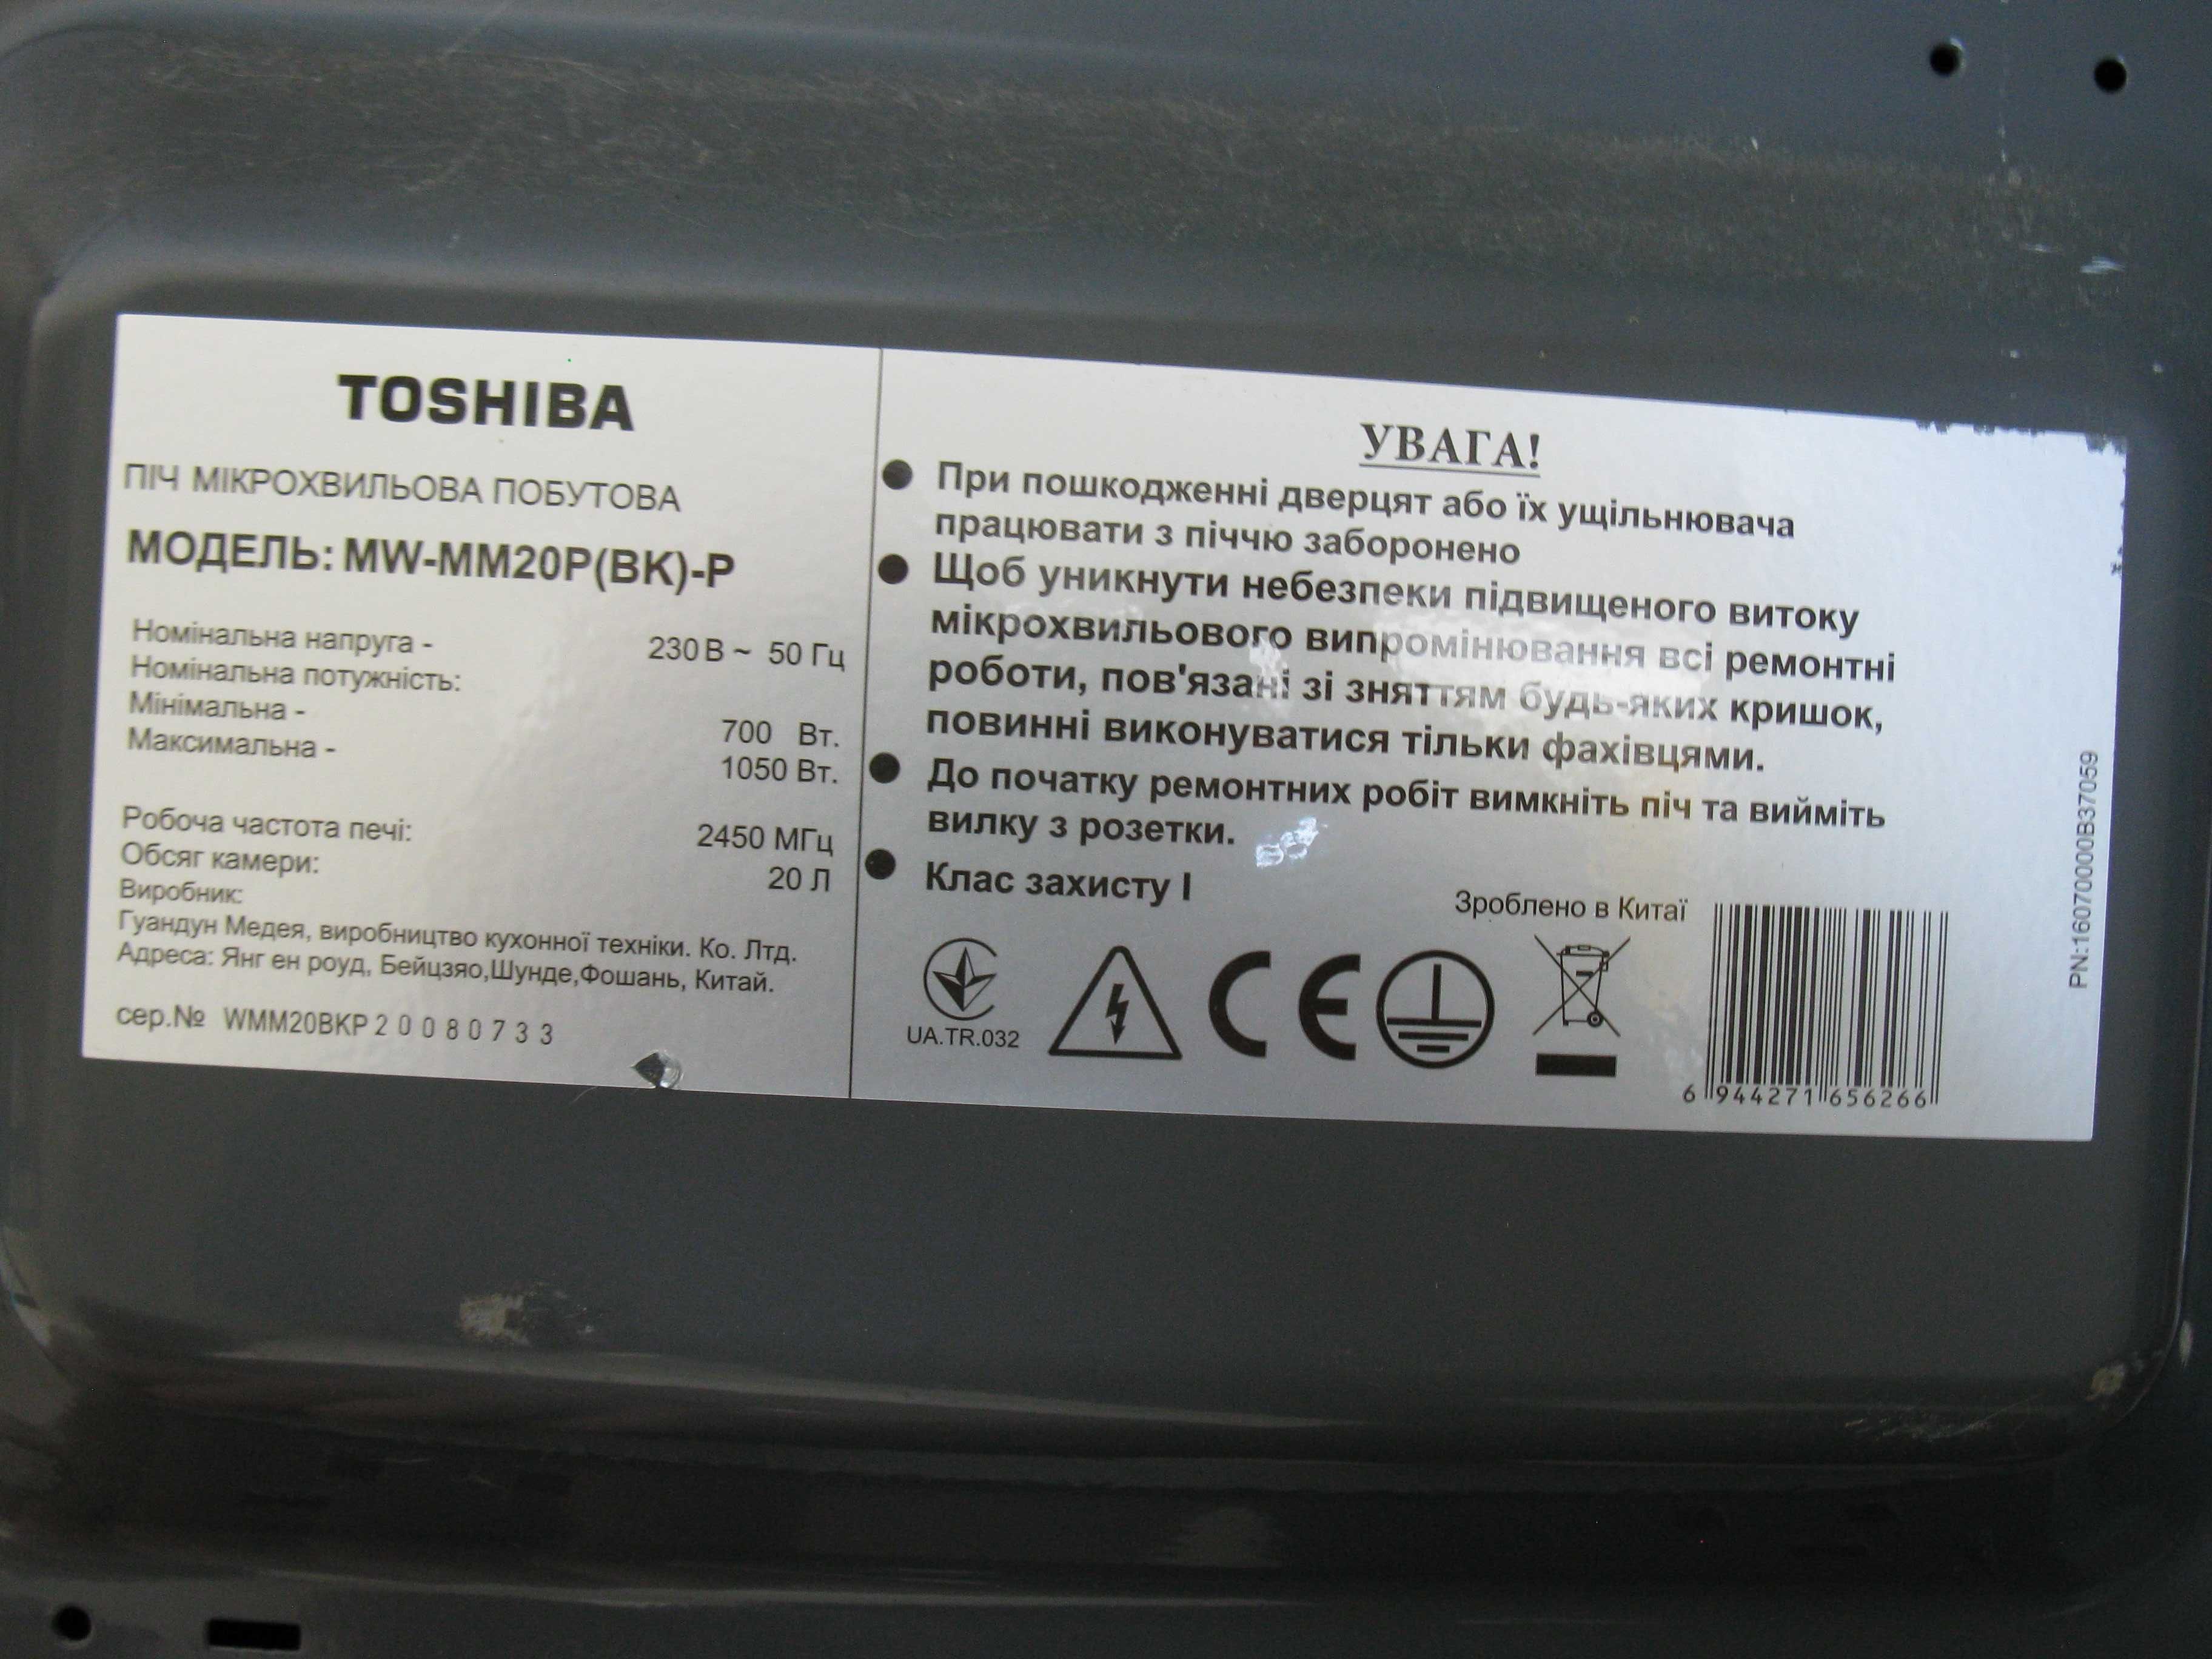 TOSHIBA
ПІЧ МІКРОХВИЛЬОВА ПОБУТОВА
МОДЕЛЬ: MW-MM20P(BK)-P
Номінальна напруга - 230 В ~ 50 Гц
Номінальна потужність:
Мінімальна - 700 Вт.
Максимальна - 1050 Вт.
Робоча частота печі: 2450 МГц
Обсяг камери: 20 Л
Виробник:
Гуандун Медея, виробництво кухонної техніки. Ко. Лтд.
Адреса: Янг ен роуд, Бейцзяо,Шунде,Фошань, Китай.
сер.№ WMM20BKP 2 0 0 8 0 7 3 3
УВАГА!
● При пошкодженні дверцят або їх ущільнювача
працювати з піччю заборонено
● Щоб уникнути небезпеки підвищеного витоку
мікрохвильового випромінювання всі ремонтні
роботи, пов'язані зі зняттям будь-яких кришок,
повинні виконуватися тільки фахівцями.
● До початку ремонтних робіт вимкніть піч та вийміть
вилку з розетки.
● Клас захисту I
Зроблено в Китаї
UA.TR.032
CE
6 944271 656266
PN:16070000B37059